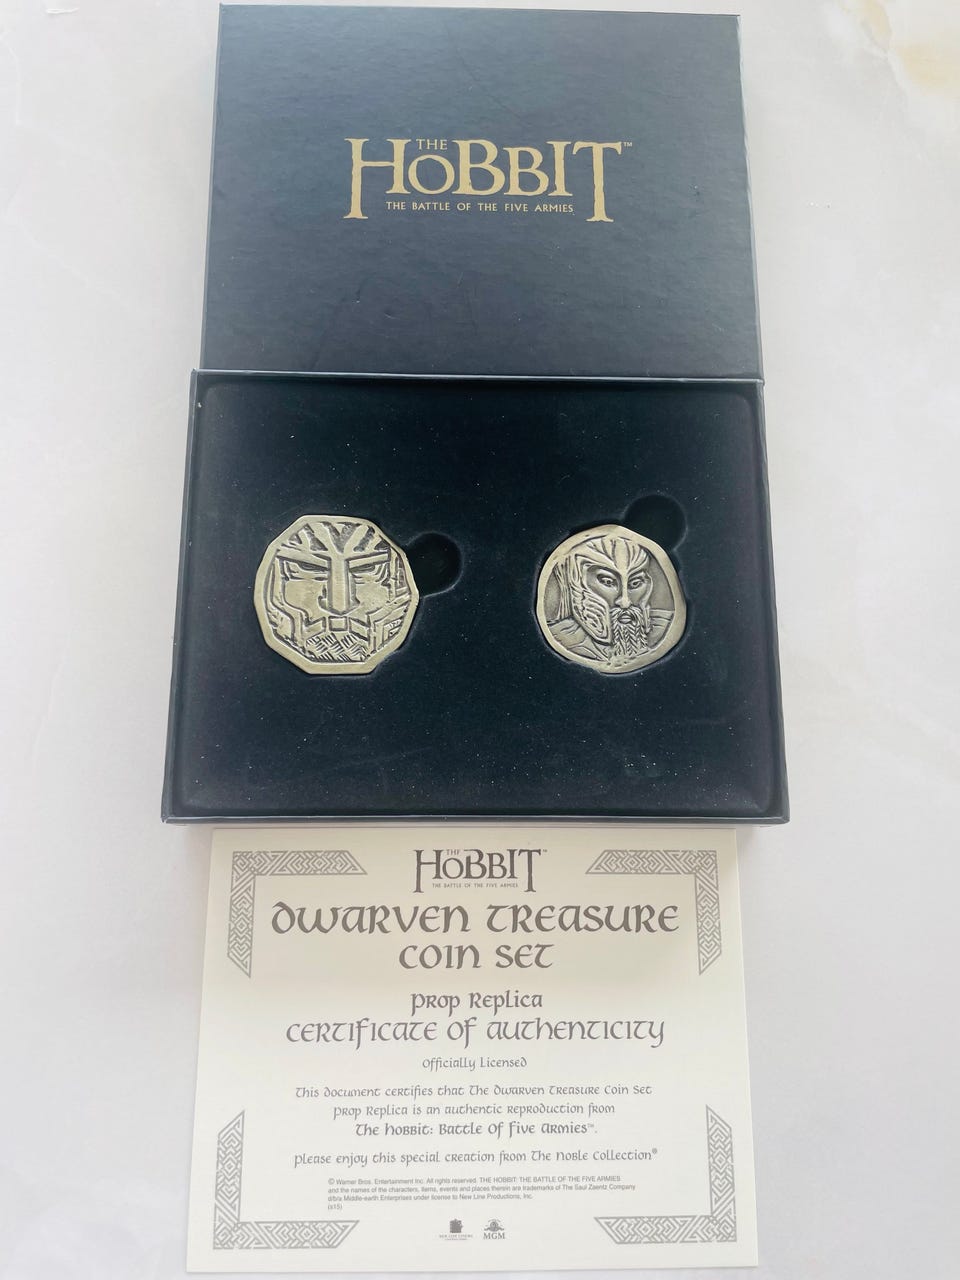 THE
HOBBIT™
THE BATTLE OF THE FIVE ARMIES
THE
HOBBIT™
THE BATTLE OF THE FIVE ARMIES
Dwarven Treasure
Coin Set
Prop Replica
Certificate of Authenticity
Officially Licensed
This document certifies that The Dwarven Treasure Coin Set
Prop Replica is an authentic reproduction from
The Hobbit: Battle Of Five Armies™.
Please enjoy this special creation from The Noble Collection®
© Warner Bros. Entertainment Inc. All rights reserved. THE HOBBIT: THE BATTLE OF THE FIVE ARMIES
and the names of the characters, items, events and places therein are trademarks of The Saul Zaentz Company
d/b/a Middle-earth Enterprises under license to New Line Productions, Inc.
(s15)
NEW LINE CINEMA
MGM